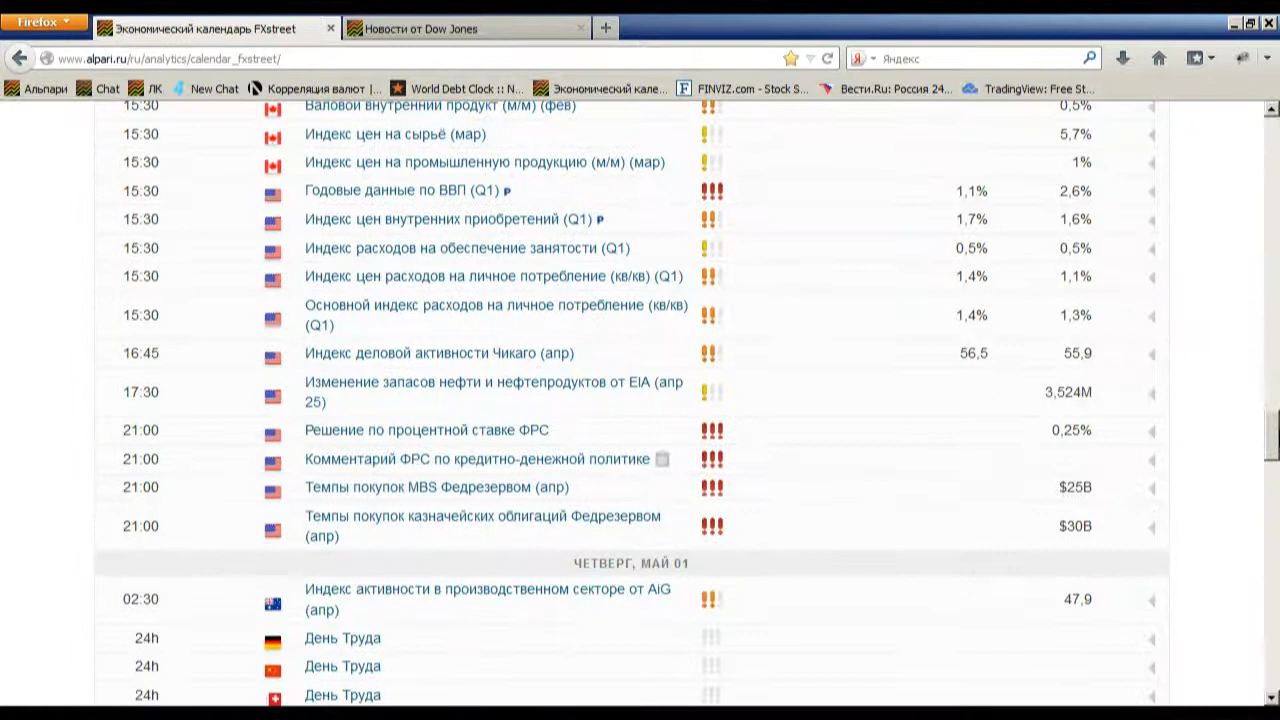 Firefox
Экономический календарь FXstreet
Новости от Dow Jones
www.alpari.ru/ru/analytics/calendar_fxstreet/
Яндекс
Альпари
Chat
ЛК
New Chat
Корреляция валют |...
World Debt Clock :: N...
Экономический кале...
FINVIZ.com - Stock S...
Вести.Ru: Россия 24...
TradingView: Free St...
15:30 Валовой внутренний продукт (м/м) (фев) 0,5%
15:30 Индекс цен на сырьё (мар) 5,7%
15:30 Индекс цен на промышленную продукцию (м/м) (мар) 1%
15:30 Годовые данные по ВВП (Q1) P 1,1% 2,6%
15:30 Индекс цен внутренних приобретений (Q1) P 1,7% 1,6%
15:30 Индекс расходов на обеспечение занятости (Q1) 0,5% 0,5%
15:30 Индекс цен расходов на личное потребление (кв/кв) (Q1) 1,4% 1,1%
Основной индекс расходов на личное потребление (кв/кв)
15:30 (Q1) 1,4% 1,3%
16:45 Индекс деловой активности Чикаго (апр) 56,5 55,9
Изменение запасов нефти и нефтепродуктов от EIA (апр
17:30 25) 3,524M
21:00 Решение по процентной ставке ФРС 0,25%
21:00 Комментарий ФРС по кредитно-денежной политике
21:00 Темпы покупок MBS Федрезервом (апр) $25B
Темпы покупок казначейских облигаций Федрезервом
21:00 (апр) $30B
ЧЕТВЕРГ, МАЙ 01
Индекс активности в производственном секторе от AiG
02:30 (апр) 47,9
24h День Труда
24h День Труда
24h День Труда